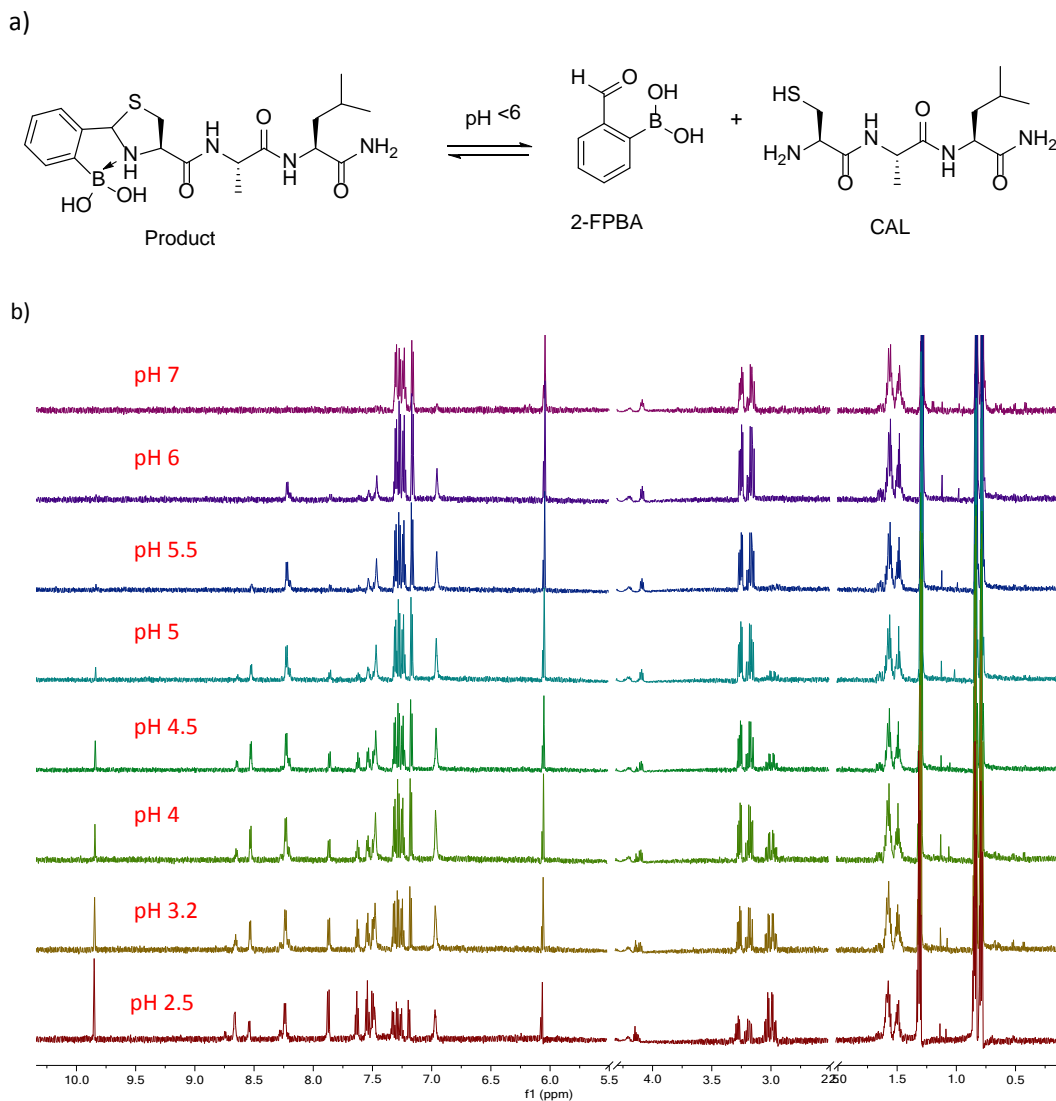 a)
S
N
H
B
HO
OH
O
H
N
O
N
H
O
NH2
Product
pH <6
H
O
OH
B
OH
2-FPBA
+
HS
H2N
O
H
N
O
N
H
O
NH2
CAL
b)
pH 7
pH 6
pH 5.5
pH 5
pH 4.5
pH 4
pH 3.2
pH 2.5
10.0 9.5 9.0 8.5 8.0 7.5 7.0 6.5 6.0 5.5 4.0 3.5 3.0 1.5 1.0 0.5
f1 (ppm)